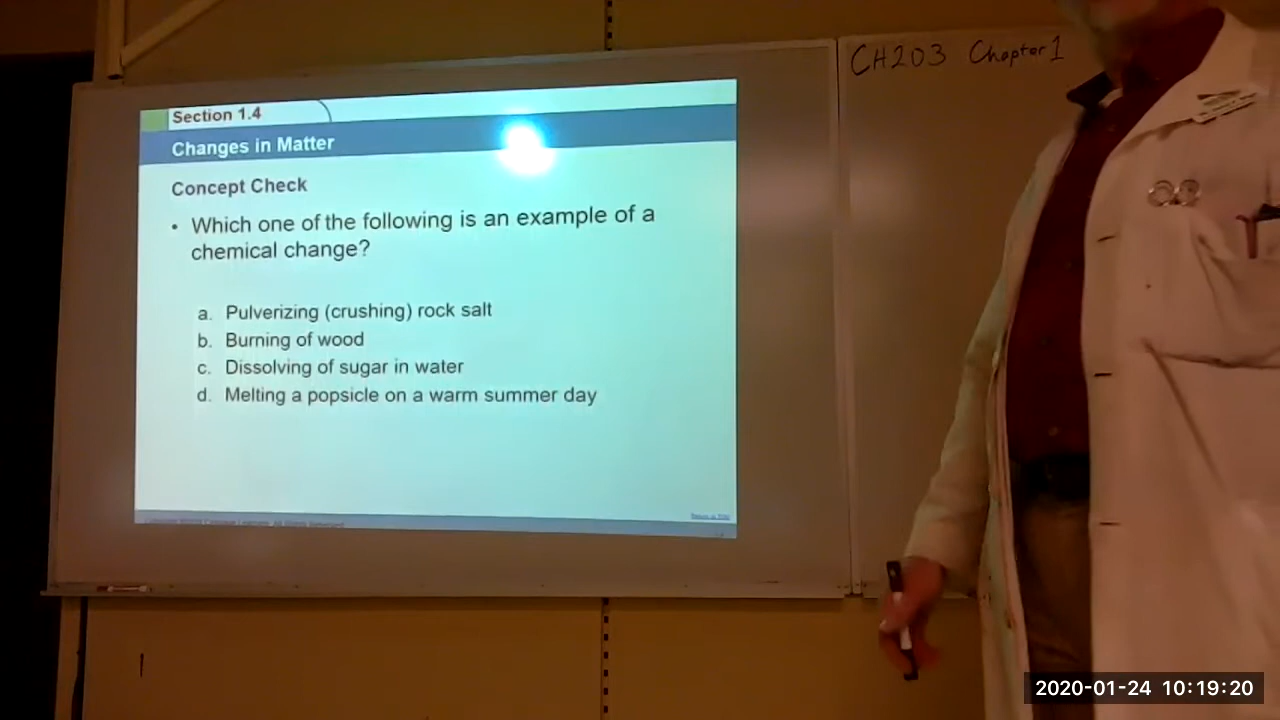 Section 1.4
Changes in Matter
CH203 Chapter 1
Concept Check
• Which one of the following is an example of a
chemical change?
a. Pulverizing (crushing) rock salt
b. Burning of wood
c. Dissolving of sugar in water
d. Melting a popsicle on a warm summer day
2020-01-24 10:19:20